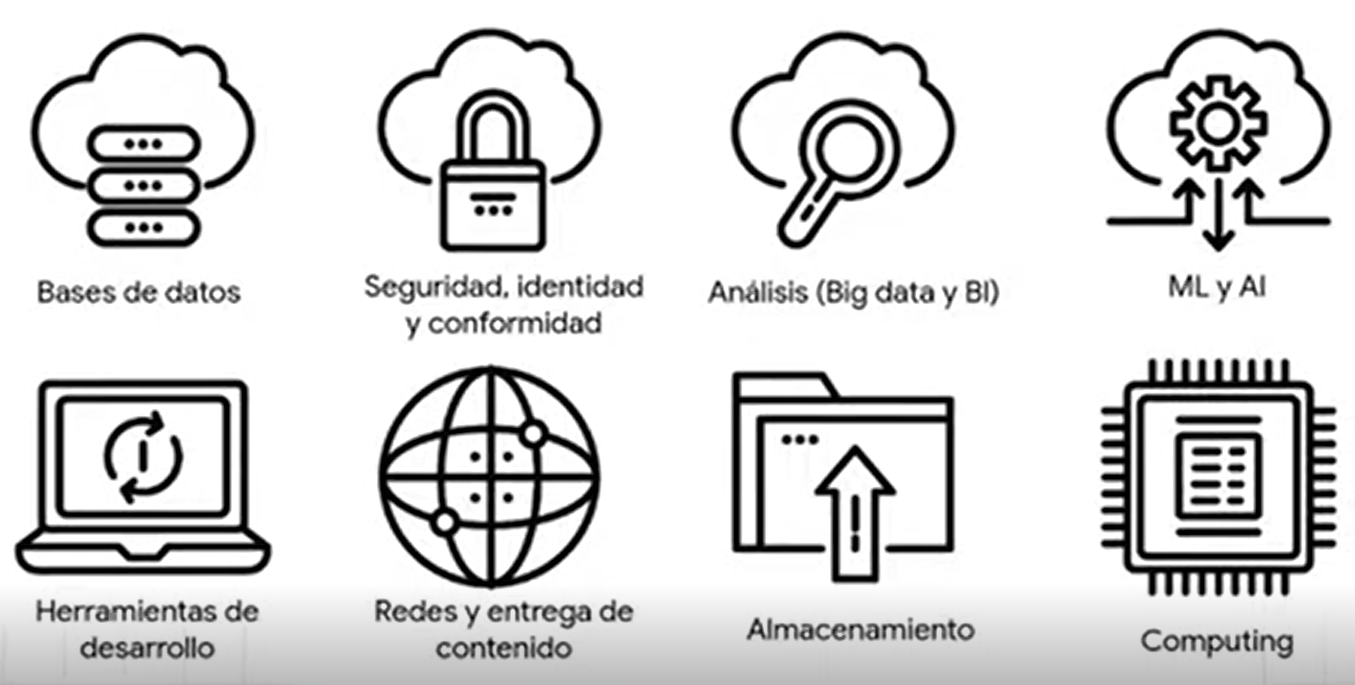 Bases de datos
Seguridad, identidad
y conformidad
Análisis (Big data y BI)
ML y AI
Herramientas de
desarrollo
Redes y entrega de
contenido
Almacenamiento
Computing